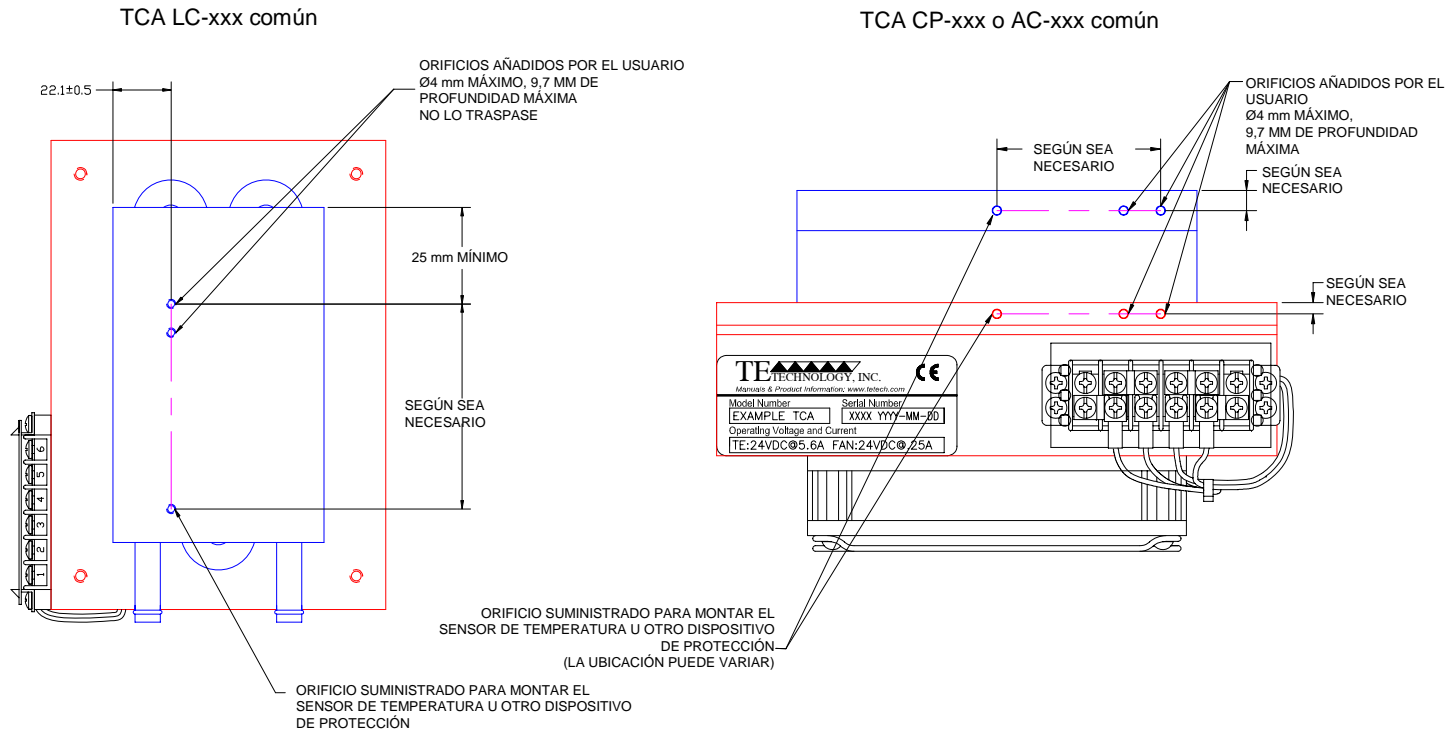 TCA LC-xxx común
TCA CP-xxx o AC-xxx común
ORIFICIOS AÑADIDOS POR EL USUARIO
Ø4 mm MÁXIMO, 9,7 MM DE
PROFUNDIDAD MÁXIMA
NO LO TRASPASE
22.1±0.5
25 mm MÍNIMO
SEGÚN SEA
NECESARIO
6
5
4
3
2
1
ORIFICIO SUMINISTRADO PARA MONTAR EL
SENSOR DE TEMPERATURA U OTRO DISPOSITIVO
DE PROTECCIÓN
ORIFICIOS AÑADIDOS POR EL
USUARIO
Ø4 mm MÁXIMO,
9,7 MM DE PROFUNDIDAD
MÁXIMA
SEGÚN SEA
NECESARIO
SEGÚN SEA
NECESARIO
SEGÚN SEA
NECESARIO
TE TECHNOLOGY, INC.
CE
Manuals & Product Information: www.tetech.com
Model Number Serial Number
EXAMPLE TCA XXXX YYYY-MM-DD
Operating Voltage and Current
TE:24VDC@5.6A FAN:24VDC@.25A
ORIFICIO SUMINISTRADO PARA MONTAR EL
SENSOR DE TEMPERATURA U OTRO DISPOSITIVO
DE PROTECCIÓN
(LA UBICACIÓN PUEDE VARIAR)